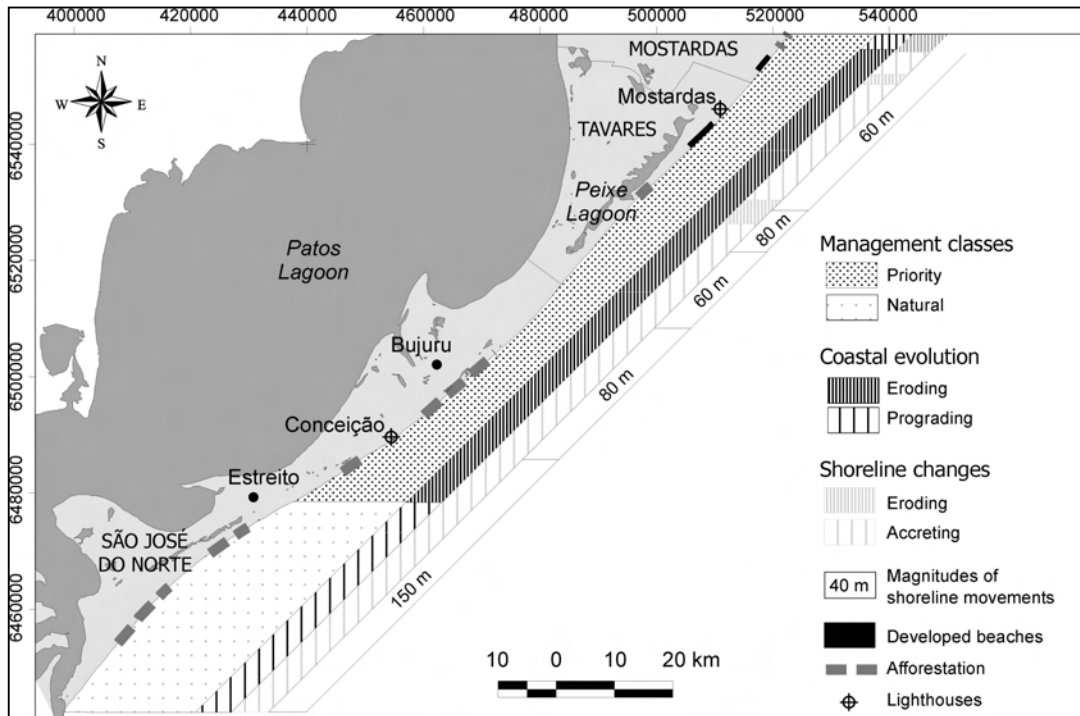 400000 420000 440000 460000 480000 500000 520000 540000
6540000
6520000
6500000
6480000
6460000
N
W E
S
MOSTARDAS
Mostardas
TAVARES
Peixe
Lagoon
Patos
Lagoon
Bujuru
Conceição
Estreito
SÃO JOSÉ
DO NORTE
60 m
80 m
60 m
80 m
150 m
10 0 10 20 km
Management classes
Priority
Natural
Coastal evolution
Eroding
Prograding
Shoreline changes
Eroding
Accreting
40 m Magnitudes of
shoreline movements
Developed beaches
Afforestation
Lighthouses